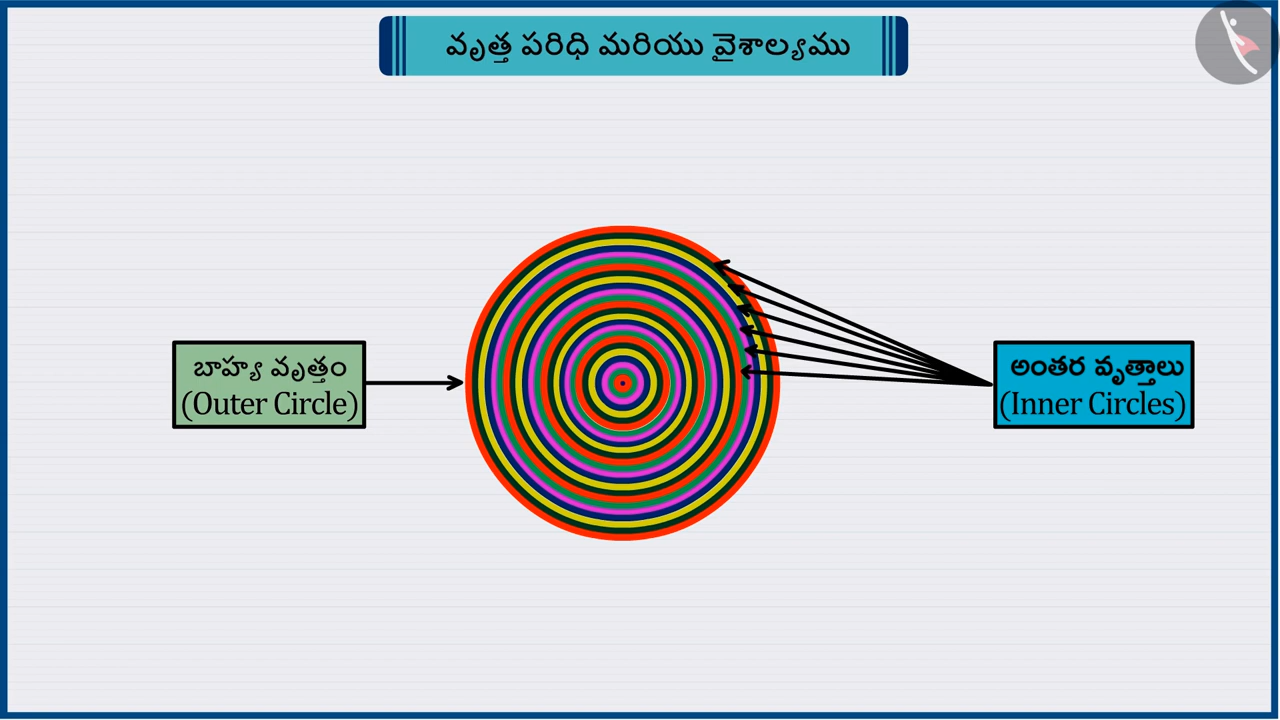 వృత్త పరిధి మరియు వైశాల్యము
బాహ్య వృత్తం
(Outer Circle)
అంతర వృత్తాలు
(Inner Circles)